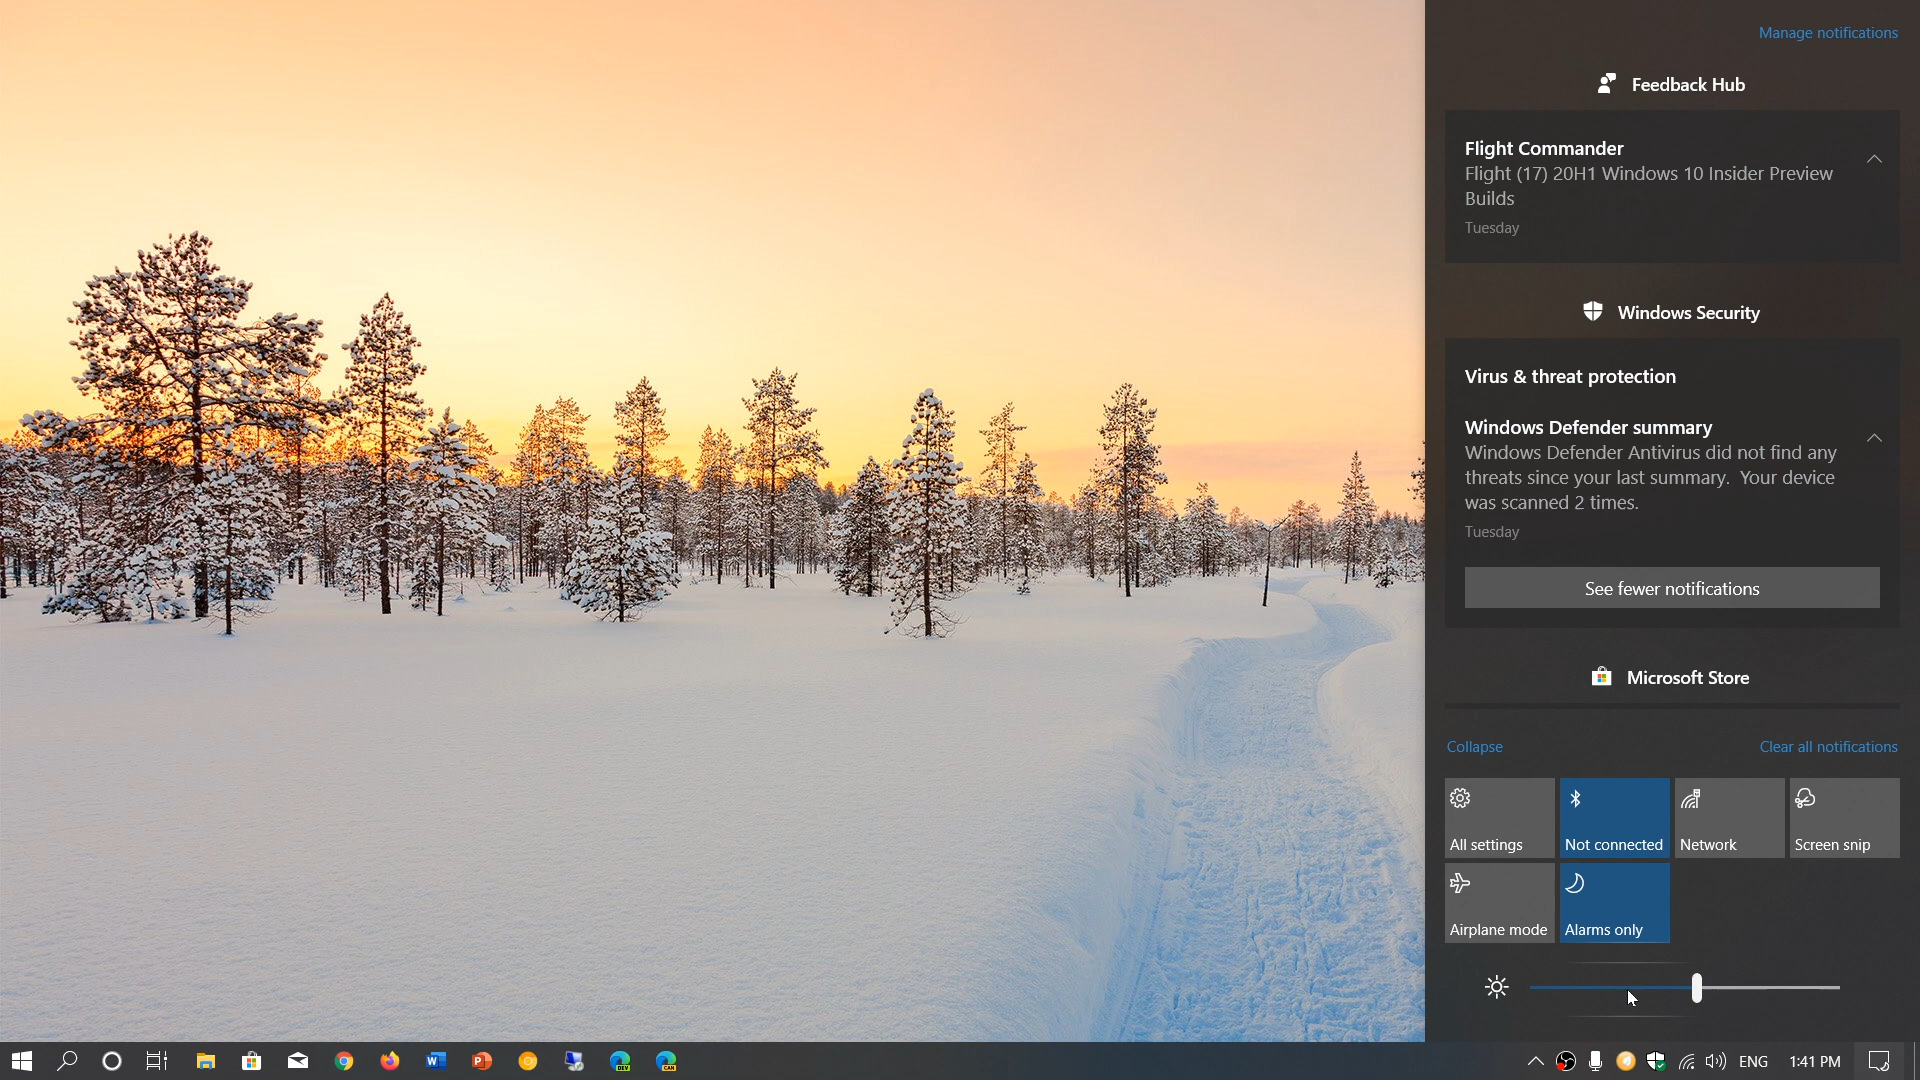 Manage notifications
Feedback Hub
Flight Commander
Flight (17) 20H1 Windows 10 Insider Preview
Builds
Tuesday
Windows Security
Virus & threat protection
Windows Defender summary
Windows Defender Antivirus did not find any
threats since your last summary.  Your device
was scanned 2 times.
Tuesday
See fewer notifications
Microsoft Store
Collapse
Clear all notifications
All settings
Not connected
Network
Screen snip
Airplane mode
Alarms only
W
P
DEV
CAN
ENG
1:41 PM